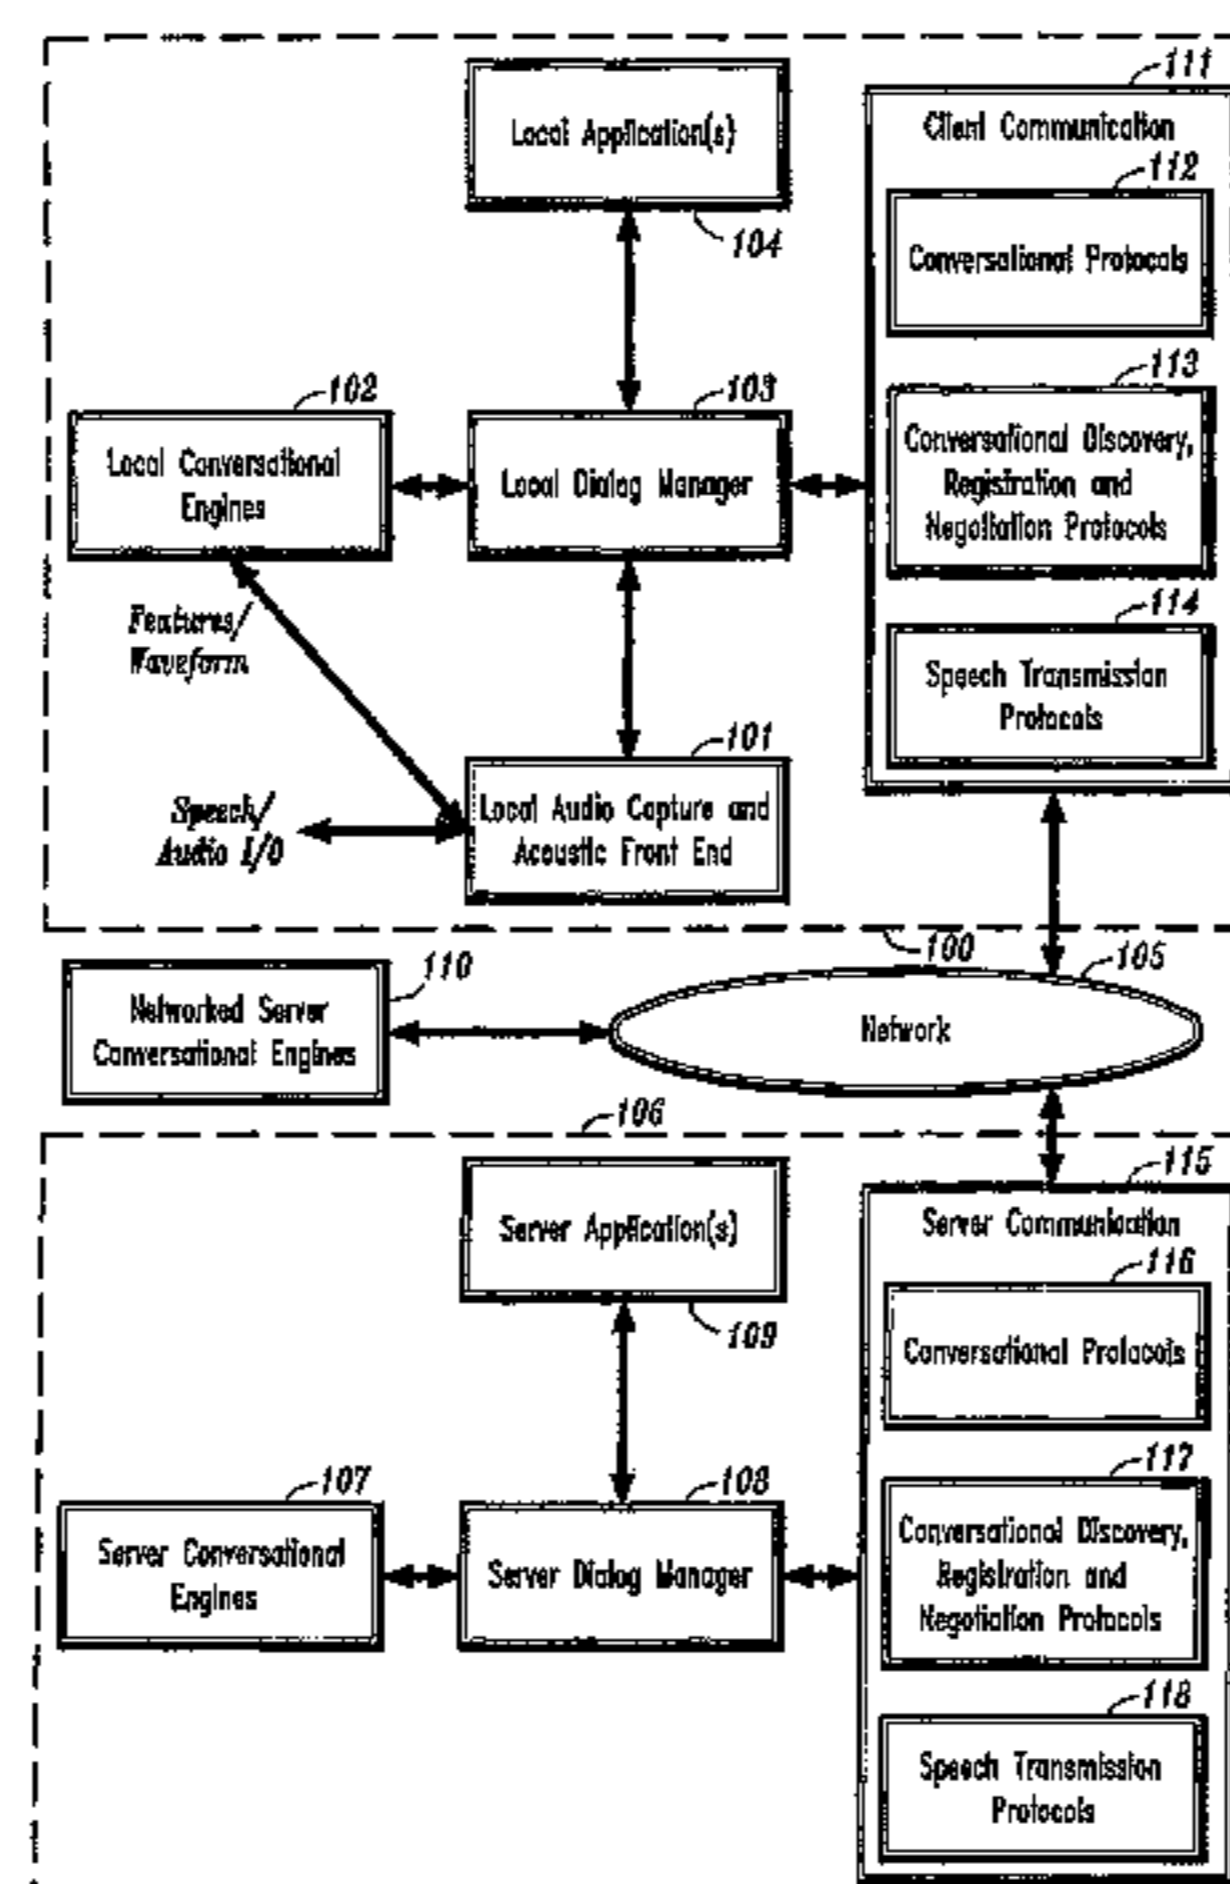 111
Client Communication
Local Application(s)
104
112
Conversational Protocols
102
103
113
Local Conversational
Engines
Local Dialog Manager
Conversational Discovery,
Registration and
Negotiation Protocols
Features/
Waveform
114
Speech Transmission
Protocols
101
Speech/
Audio I/O
Local Audio Capture and
Acoustic Front End
100
110
105
Networked Server
Conversational Engines
Network
106
115
Server Communication
Server Application(s)
109
116
Conversational Protocols
107
108
117
Server Conversational
Engines
Server Dialog Manager
Conversational Discovery,
Registration and
Negotiation Protocols
118
Speech Transmission
Protocols